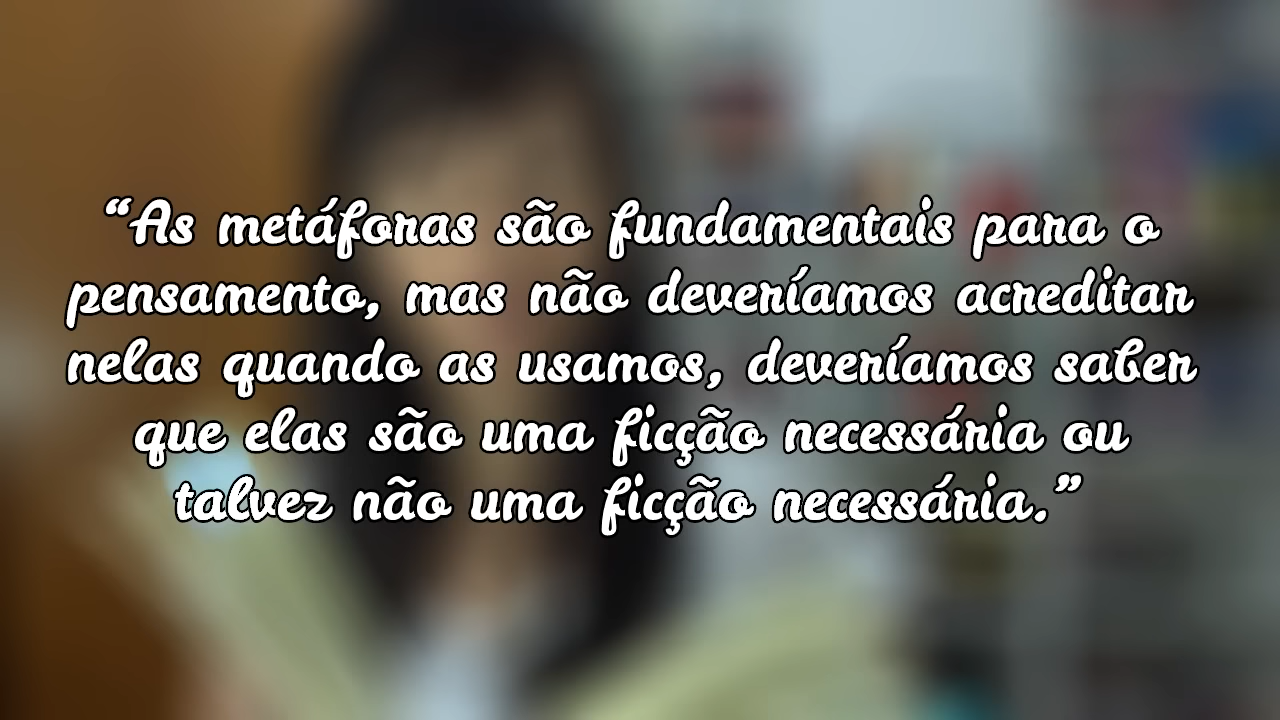 “As metáforas são fundamentais para o
pensamento, mas não deveríamos acreditar
nelas quando as usamos, deveríamos saber
que elas são uma ficção necessária ou
talvez não uma ficção necessária.”